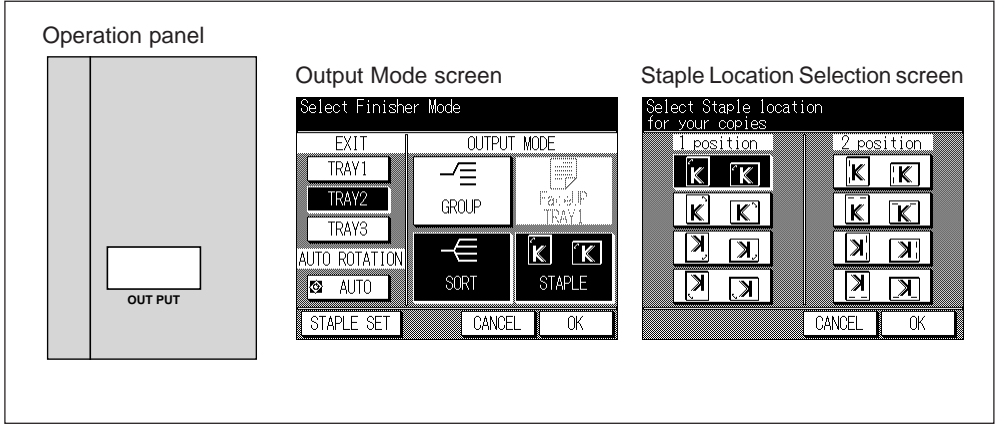 Operation panel
OUT PUT
Output Mode screen
Select Finisher Mode
EXIT
TRAY1
TRAY2
TRAY3
AUTO ROTATION
AUTO
OUTPUT MODE
GROUP
FaceUP
TRAY1
SORT
K K
STAPLE
STAPLE SET
CANCEL
OK
Staple Location Selection screen
Select Staple location
for your copies
1 position
K K
K K
K K
K K
2 position
K K
K K
K K
K K
CANCEL
OK